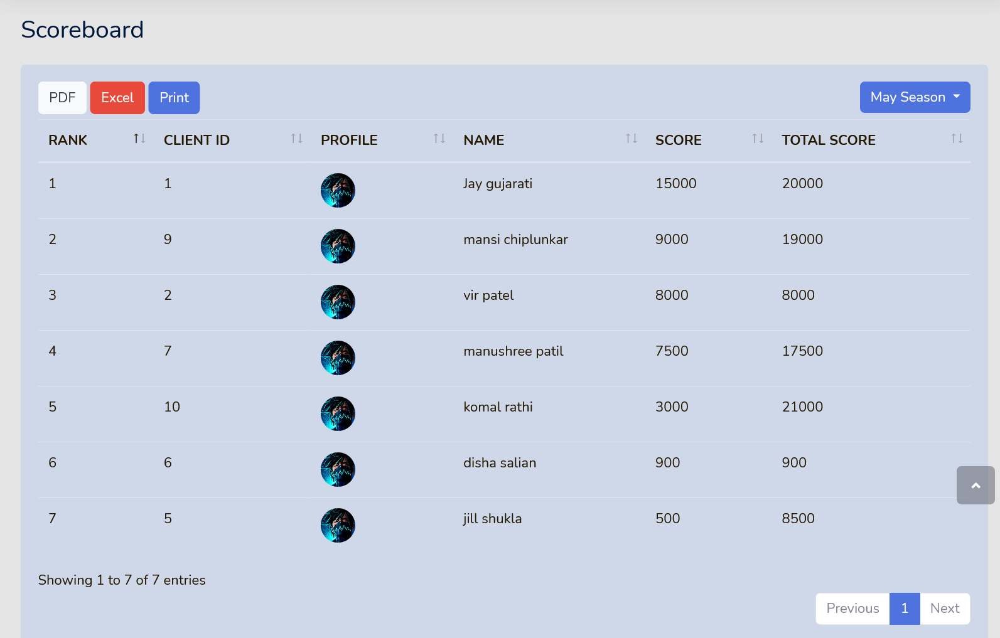 Scoreboard
PDF Excel Print May Season
RANK CLIENT ID PROFILE NAME SCORE TOTAL SCORE
1 1 Jay gujarati 15000 20000
2 9 mansi chiplunkar 9000 19000
3 2 vir patel 8000 8000
4 7 manushree patil 7500 17500
5 10 komal rathi 3000 21000
6 6 disha salian 900 900
7 5 jill shukla 500 8500
Showing 1 to 7 of 7 entries
Previous 1 Next